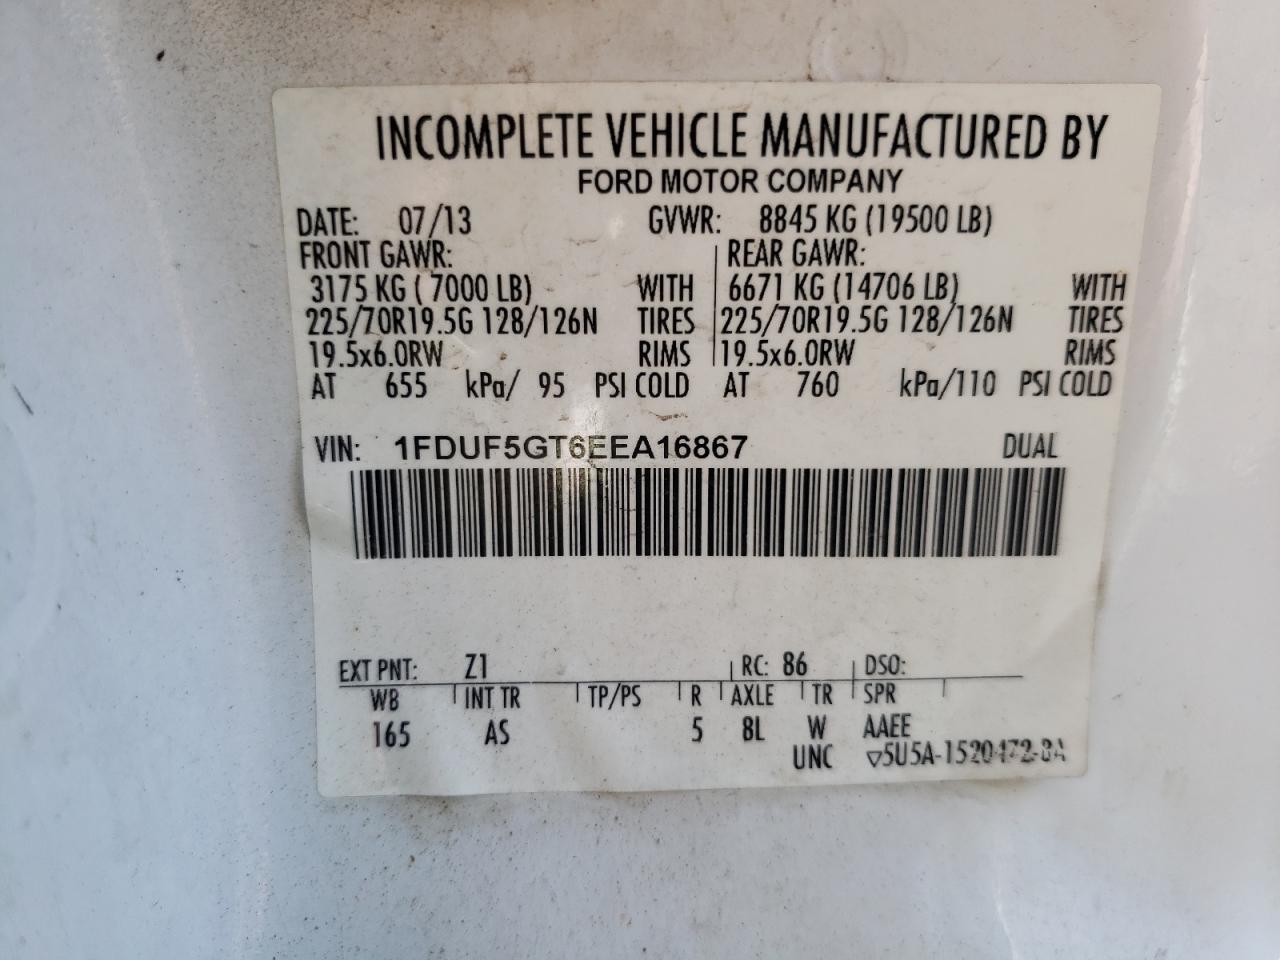 INCOMPLETE VEHICLE MANUFACTURED BY
FORD MOTOR COMPANY
DATE: 07/13 GVWR: 8845 KG (19500 LB)
FRONT GAWR: REAR GAWR:
3175 KG ( 7000 LB) WITH 6671 KG (14706 LB) WITH
225/70R19.5G 128/126N TIRES 225/70R19.5G 128/126N TIRES
19.5x6.0RW RIMS 19.5x6.0RW RIMS
AT 655 kPa/ 95 PSI COLD AT 760 kPa/110 PSI COLD
VIN: 1FDUF5GT6EEA16867 DUAL
EXT PNT: Z1 RC: 86 DSO:
WB INT TR TP/PS R AXLE TR SPR
165 AS 5 8L W AAEE
UNC ▽5U5A-1520472-8A